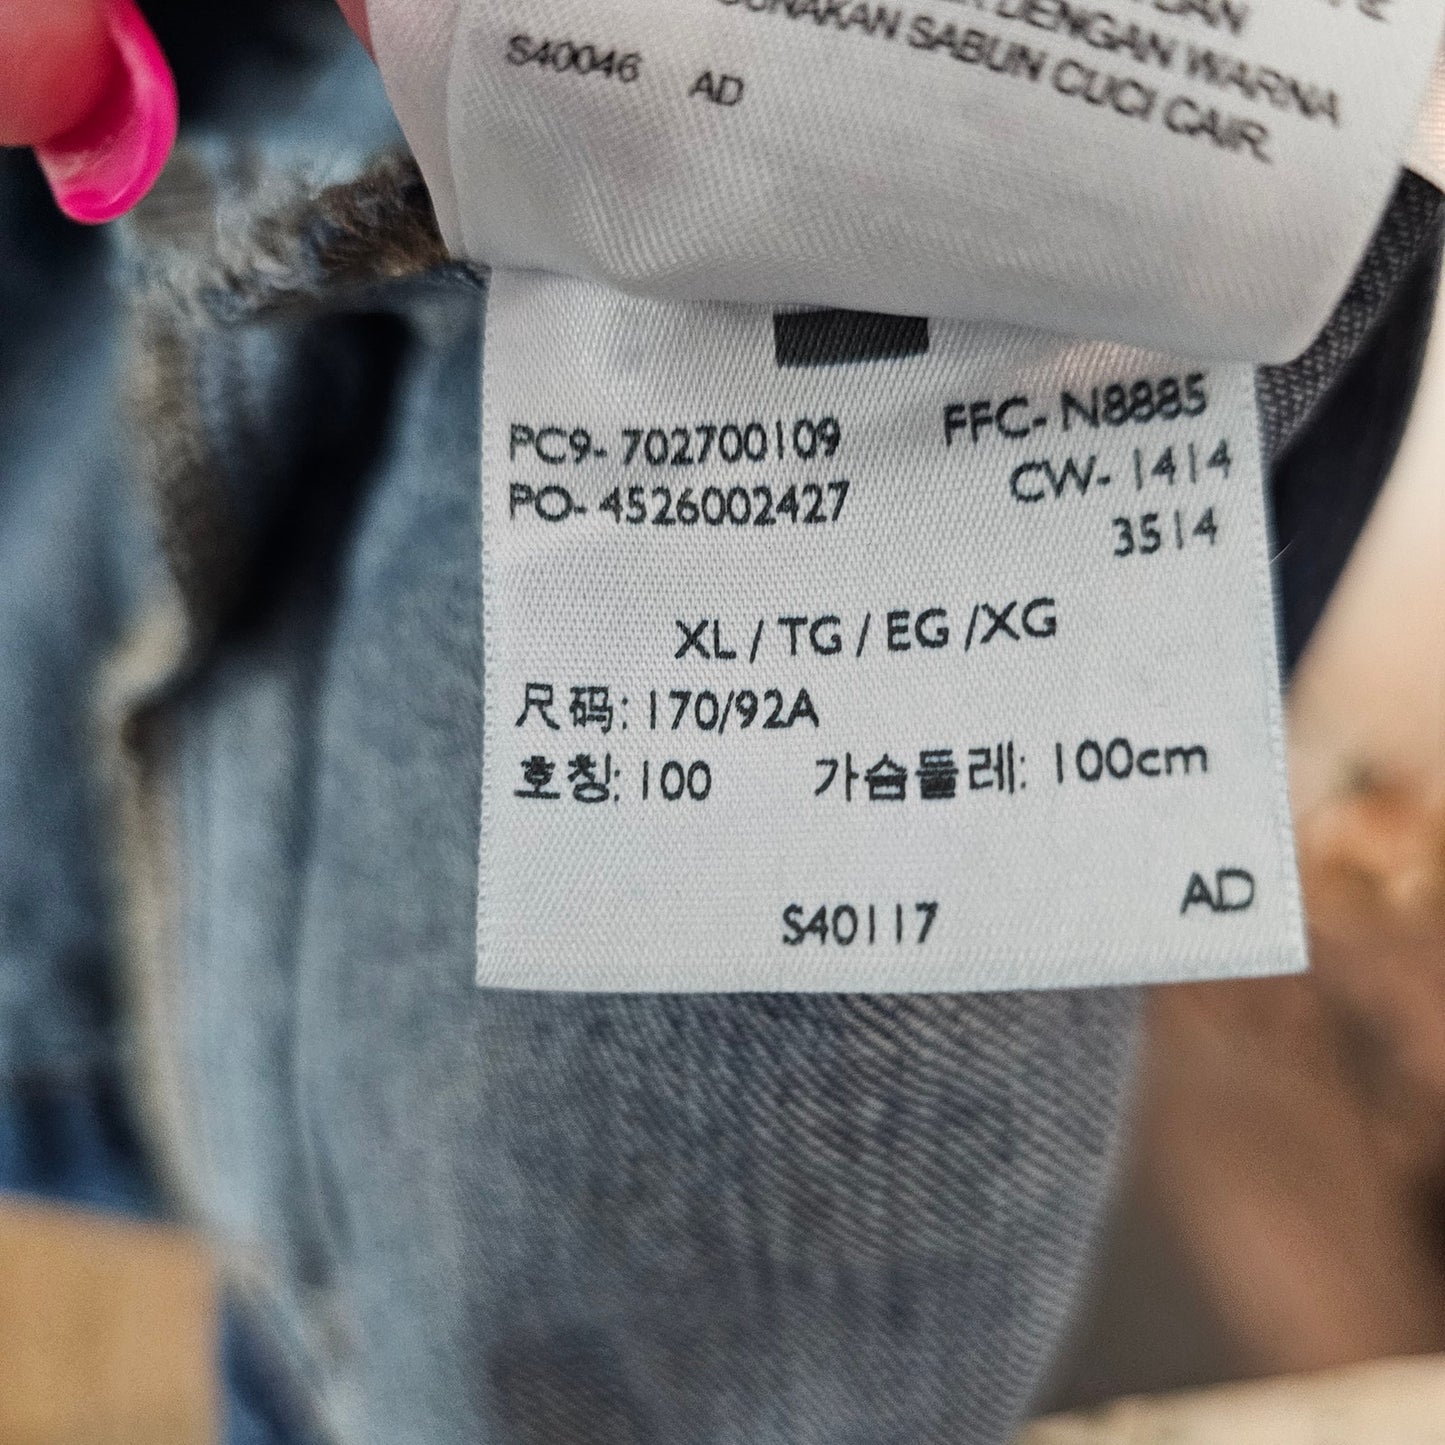 DAN
DENGAN WARNA
GUNAKAN SABUN CUCI CAIR.
S40046 AD
PC9- 702700109 FFC- N8885
PO- 4526002427 CW- 1414
3514
XL / TG / EG /XG
尺码: 170/92A
호칭: 100 가슴둘레: 100cm
S40117 AD